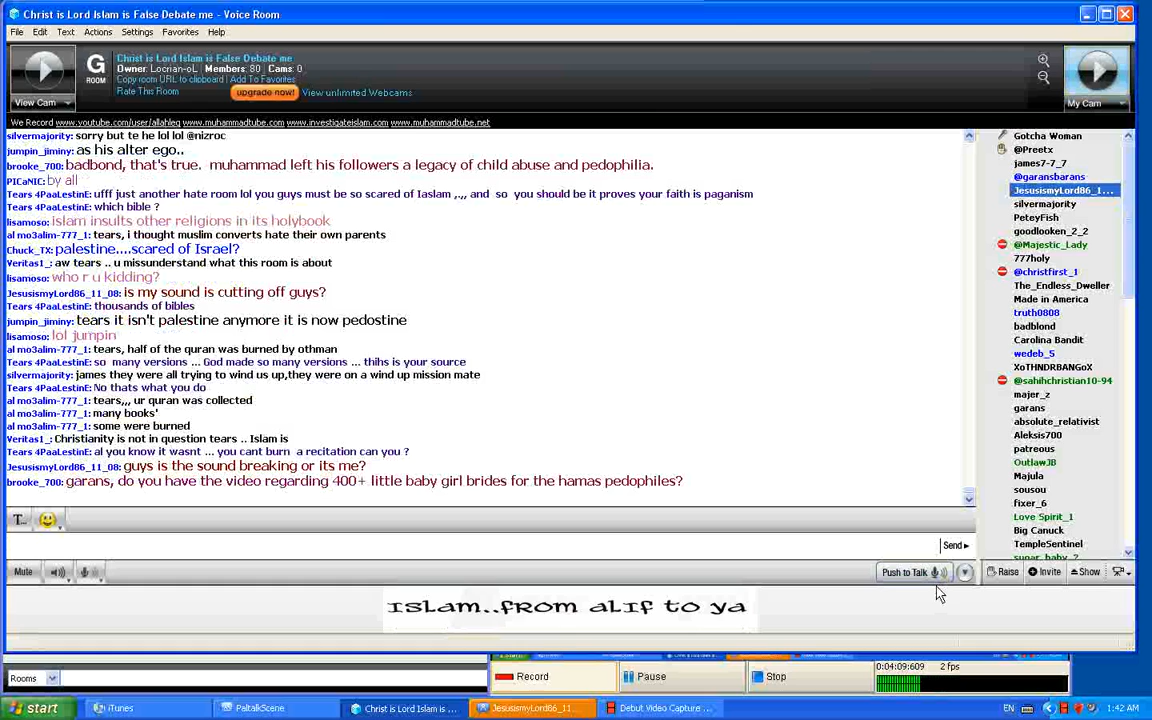 Christ is Lord Islam is False Debate me - Voice Room
File Edit Text Actions Settings Favorites Help
View Cam
G
ROOM
Christ is Lord Islam is False Debate me
Owner: Locrian-oL | Members: 80 | Cams: 0
Copy room URL to clipboard | Add To Favorites
Rate This Room upgrade now! View unlimited Webcams
My Cam
We Record www.youtube.com/user/allahleg www.muhammadtube.com www.investigateislam.com www.muhammadtube.net
silvermajority: sorry but te he lol lol @nizroc
jumpin_jiminy: as his alter ego..
brooke_700: badbond, that's true. muhammad left his followers a legacy of child abuse and pedophilia.
PICaNIC: by all
Tears 4PaaLestinE: ufff just another hate room lol you guys must be so scared of Iaslam ,.,, and so you should be it proves your faith is paganism
Tears 4PaaLestinE: which bible ?
lisamoso: islam insults other religions in its holybook
al mo3alim-777_1: tears, i thought muslim converts hate their own parents
Chuck_TX: palestine....scared of Israel?
Veritas1_: aw tears .. u misunderstand what this room is about
lisamoso: who r u kidding?
JesusismyLord86_11_08: is my sound is cutting off guys?
Tears 4PaaLestinE: thousands of bibles
jumpin_jiminy: tears it isn't palestine anymore it is now pedostine
lisamoso: lol jumpin
al mo3alim-777_1: tears, half of the quran was burned by othman
Tears 4PaaLestinE: so many versions ... God made so many versions ... thihs is your source
silvermajority: james they were all trying to wind us up,they were on a wind up mission mate
Tears 4PaaLestinE: No thats what you do
al mo3alim-777_1: tears,,, ur quran was collected
al mo3alim-777_1: many books'
al mo3alim-777_1: some were burned
Veritas1_: Christianity is not in question tears .. Islam is
Tears 4PaaLestinE: al you know it wasnt ... you cant burn a recitation can you ?
JesusismyLord86_11_08: guys is the sound breaking or its me?
brooke_700: garans, do you have the video regarding 400+ little baby girl brides for the hamas pedophiles?
Gotcha Woman
@Preetix
james7-7_7
@garansbarans
JesusismyLord86_1...
silvermajority
PeteyFish
goodlooken_2_2
@Majestic_Lady
777holy
@christfirst_1
The_Endless_Dweller
Made in America
truth0808
badblond
Carolina Bandit
wedeb_5
XoTHNDRBANGoX
@sahihchristian10-94
majer_z
garans
absolute_relativist
Aleksis700
patreous
OutlawJB
Majula
sousou
fixer_6
Love Spirit_1
Big Canuck
TempleSentinel
sugar_baby_?
T...
Send
Mute
Push to Talk
Raise Invite Show
Islam..from alif to ya
Rooms
Record Pause Stop
0:04:09:609 2 fps
start iTunes PaltalkScene Christ is Lord Islam is ... JesusismyLord86_11... Debut Video Capture ... EN 1:42 AM